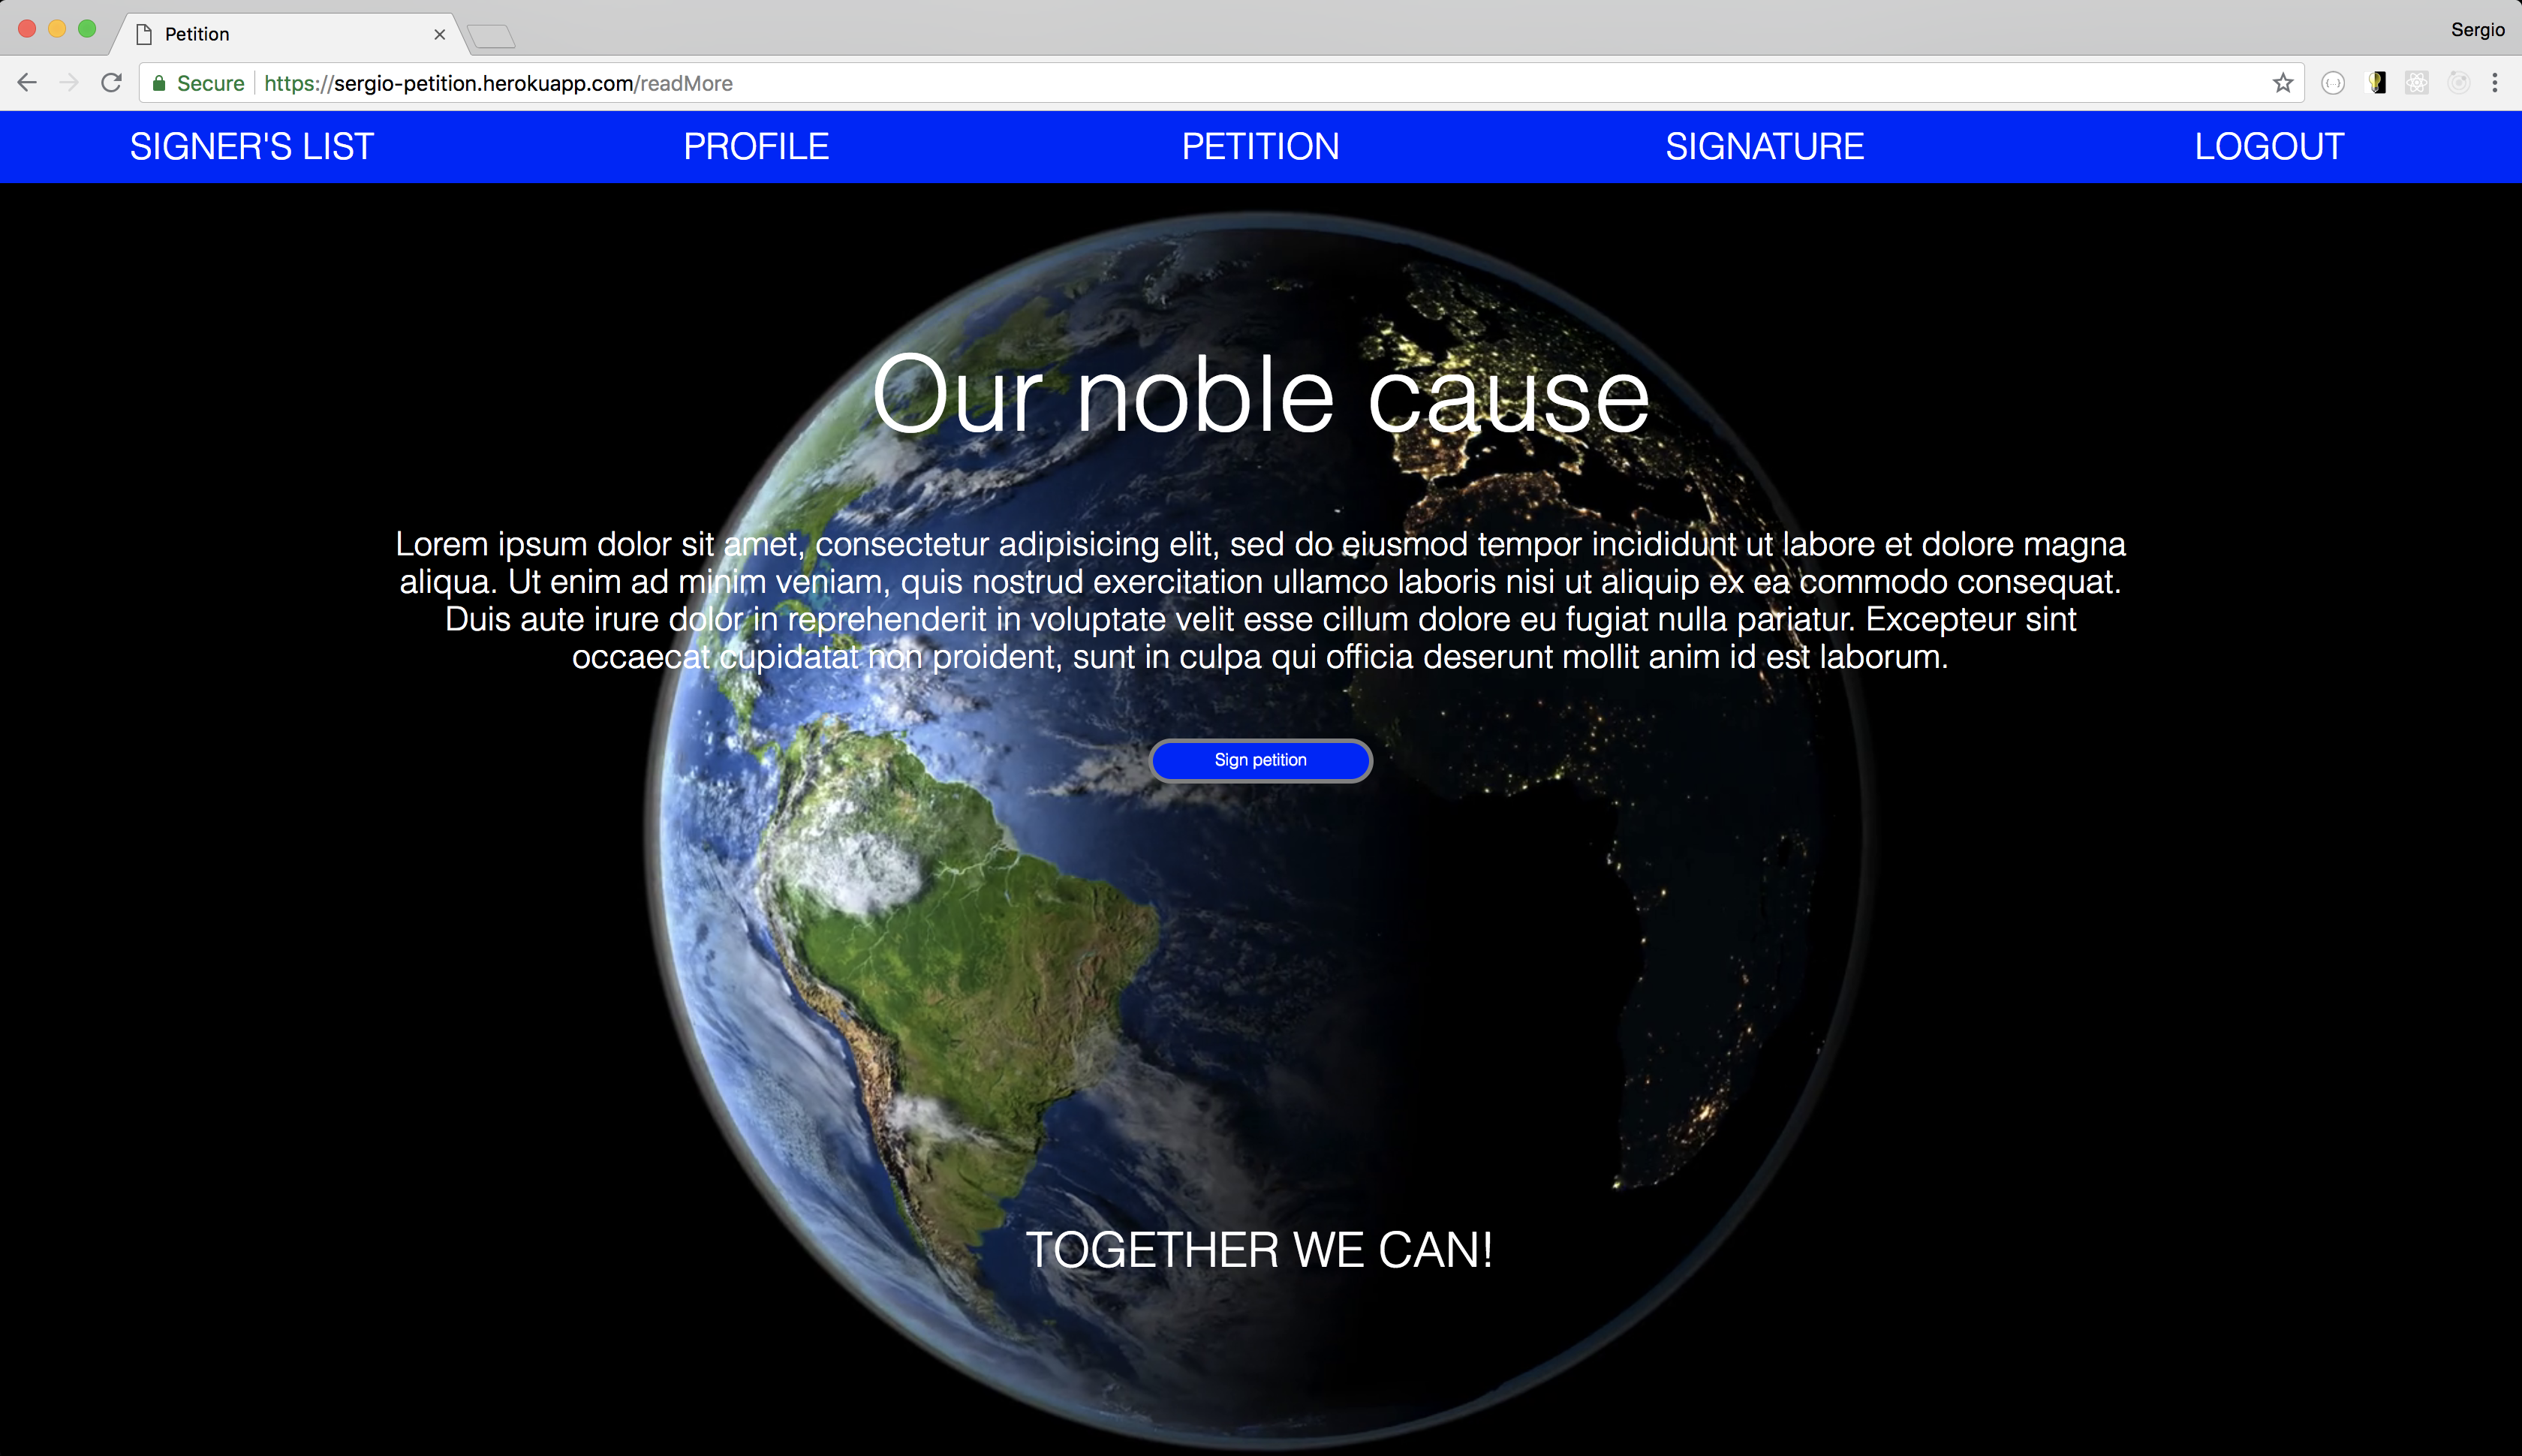 Petition
Sergio
Secure https://sergio-petition.herokuapp.com/readMore
SIGNER'S LIST PROFILE PETITION SIGNATURE LOGOUT
Our noble cause
Lorem ipsum dolor sit amet, consectetur adipisicing elit, sed do eiusmod tempor incididunt ut labore et dolore magna
aliqua. Ut enim ad minim veniam, quis nostrud exercitation ullamco laboris nisi ut aliquip ex ea commodo consequat.
Duis aute irure dolor in reprehenderit in voluptate velit esse cillum dolore eu fugiat nulla pariatur. Excepteur sint
occaecat cupidatat non proident, sunt in culpa qui officia deserunt mollit anim id est laborum.
Sign petition
TOGETHER WE CAN!